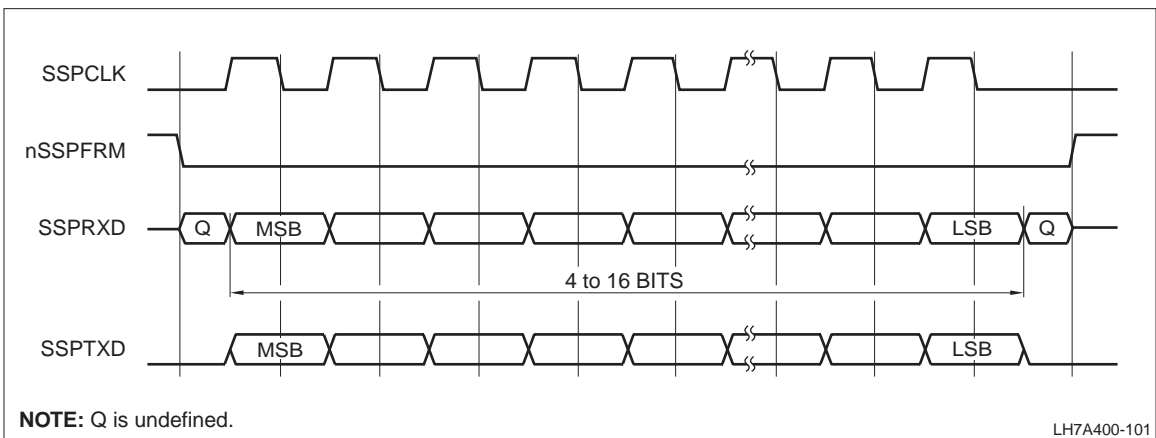 SSPCLK
nSSPFRM
SSPRXD
Q MSB LSB Q
4 to 16 BITS
SSPTXD
MSB LSB
NOTE: Q is undefined.
LH7A400-101